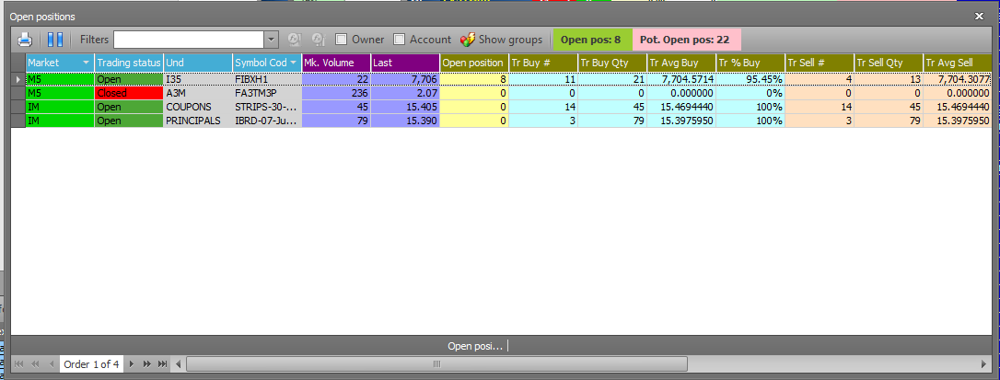 Open positions
Filters Owner Account Show groups Open pos: 8 Pot. Open pos: 22
Market Trading status Und Symbol Cod Mk. Volume Last Open position Tr Buy # Tr Buy Qty Tr Avg Buy Tr % Buy Tr Sell # Tr Sell Qty Tr Avg Sell
M5 Open I35 FIBXH1 22 7,706 8 11 21 7,704.5714 95.45% 4 13 7,704.3077
M5 Closed A3M FA3TM3P 236 2.07 0 0 0 0.000000 0% 0 0 0.000000
IM Open COUPONS STRIPS-30-... 45 15.405 0 14 45 15.4694440 100% 14 45 15.4694440
IM Open PRINCIPALS IBRD-07-Ju... 79 15.390 0 3 79 15.3975950 100% 3 79 15.3975950
Open posi...
Order 1 of 4